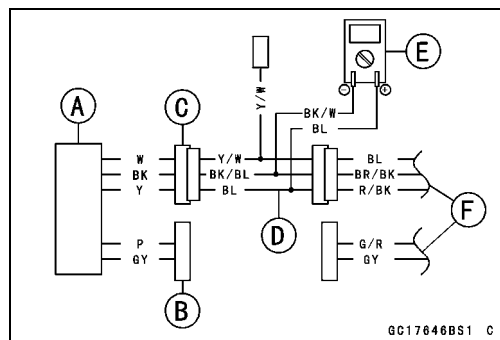 A
C
E
Y/W
BK/W
BL
W Y/W BL
BK BK/BL BR/BK
Y BL R/BK
D
F
P G/R
GY GY
B
GC17646BS1 C